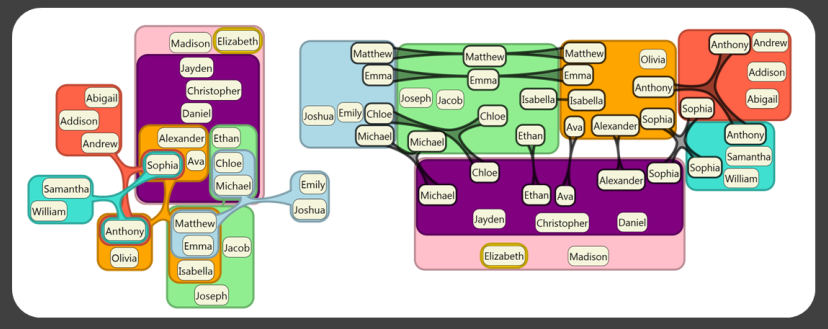 Madison Elizabeth
Jayden
Christopher
Daniel
Abigail
Addison
Andrew
Alexander Ethan
Sophia Ava Chloe
Michael
Samantha
William
Anthony
Olivia
Matthew
Emma Jacob
Isabella
Joseph
Emily
Joshua
Matthew Matthew Matthew
Emma Emma Emma
Joshua Emily Chloe
Michael
Joseph Jacob Isabella Isabella
Chloe
Michael Ethan
Chloe
Olivia
Anthony
Ava Alexander Sophia
Anthony Andrew
Addison
Abigail
Sophia
Anthony
Samantha
Sophia William
Michael Ethan Ava Alexander Sophia
Jayden Christopher Daniel
Elizabeth Madison